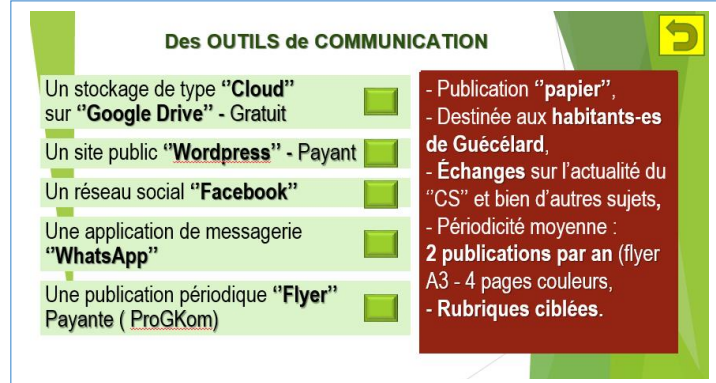 Des OUTILS de COMMUNICATION
Un stockage de type ‘’Cloud’’
sur ‘’Google Drive’’ - Gratuit
Un site public ‘’Wordpress’’ - Payant
Un réseau social ‘’Facebook’’
Une application de messagerie
‘’WhatsApp’’
Une publication périodique ‘’Flyer’’
Payante ( ProGKom)
- Publication ‘’papier’’,
- Destinée aux habitants-es
de Guécélard,
- Échanges sur l’actualité du
‘’CS’’ et bien d’autres sujets,
- Périodicité moyenne :
2 publications par an (flyer
A3 - 4 pages couleurs,
- Rubriques ciblées.